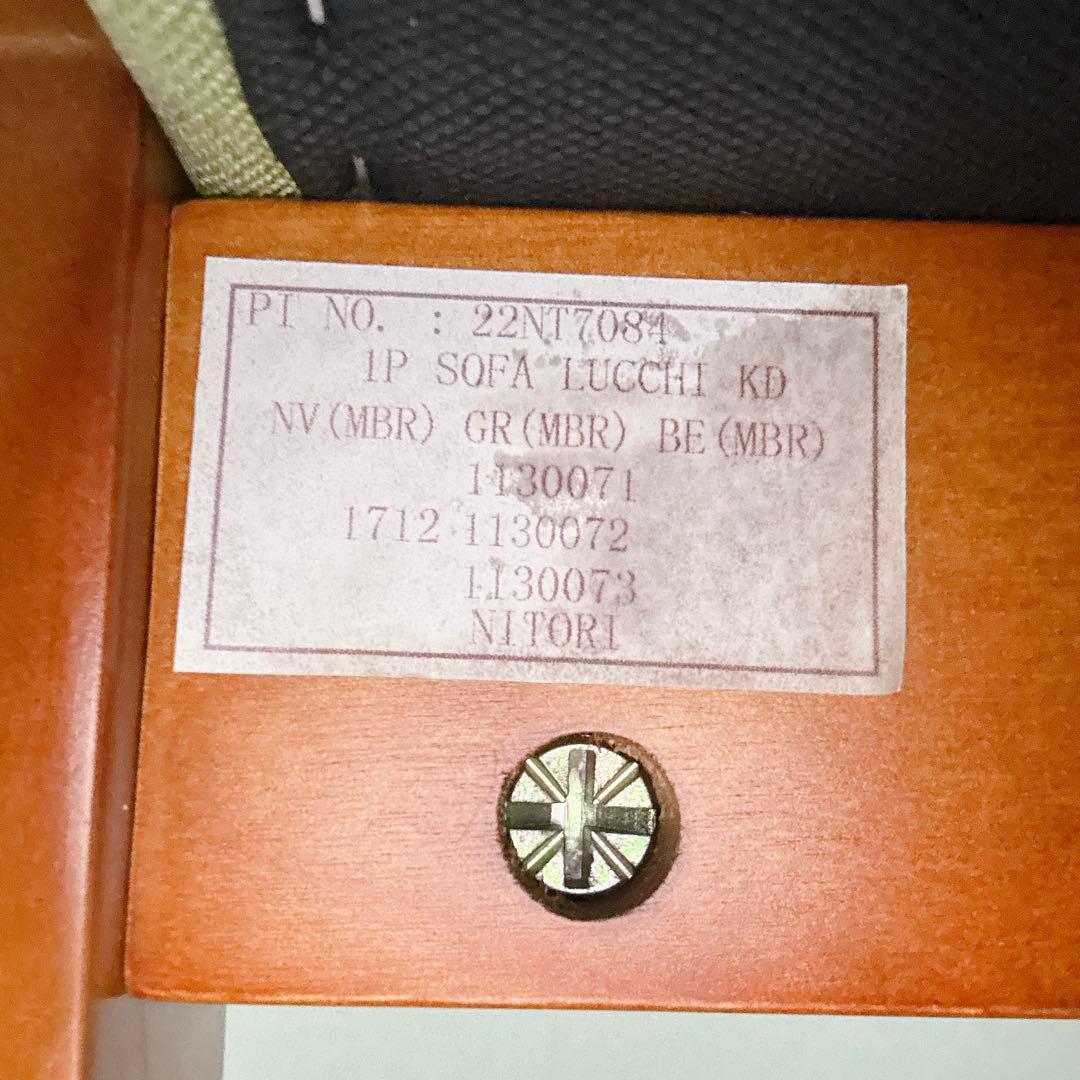 PI NO. : 22NT7084
1P SOFA LUCCHI KD
NV(MBR) GR(MBR) BE(MBR)
1130071
1712 1130072
1130073
NITORI